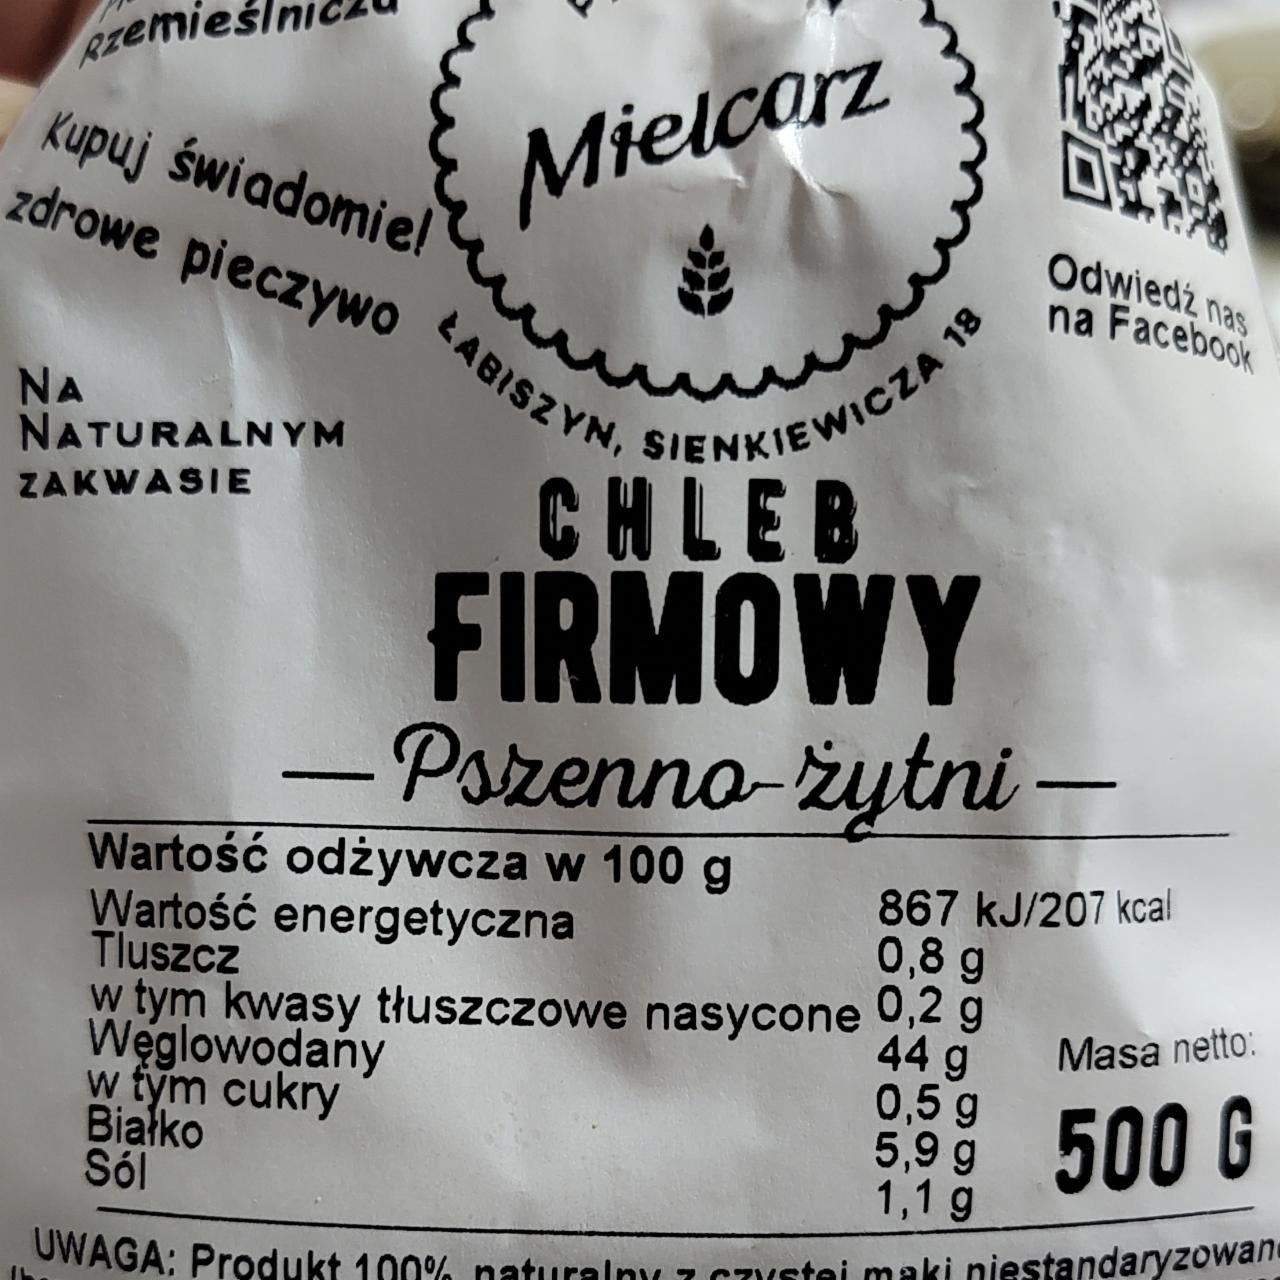 Rzemieślnicza
Kupuj świadomie!
zdrowe pieczywo
Na
Naturalnym
zakwasie
Mielcarz
ŁABISZYN, SIENKIEWICZA 18
Odwiedź nas
na Facebook
CHLEB
FIRMOWY
— Pszenno-żytni —
Wartość odżywcza w 100 g
Wartość energetyczna 867 kJ/207 kcal
Tluszcz 0,8 g
w tym kwasy tłuszczowe nasycone 0,2 g
Węglowodany 44 g
w tym cukry 0,5 g
Białko 5,9 g
Sól 1,1 g
Masa netto:
500 G
UWAGA: Produkt 100% naturalny z czystej mąki niestandaryzowan